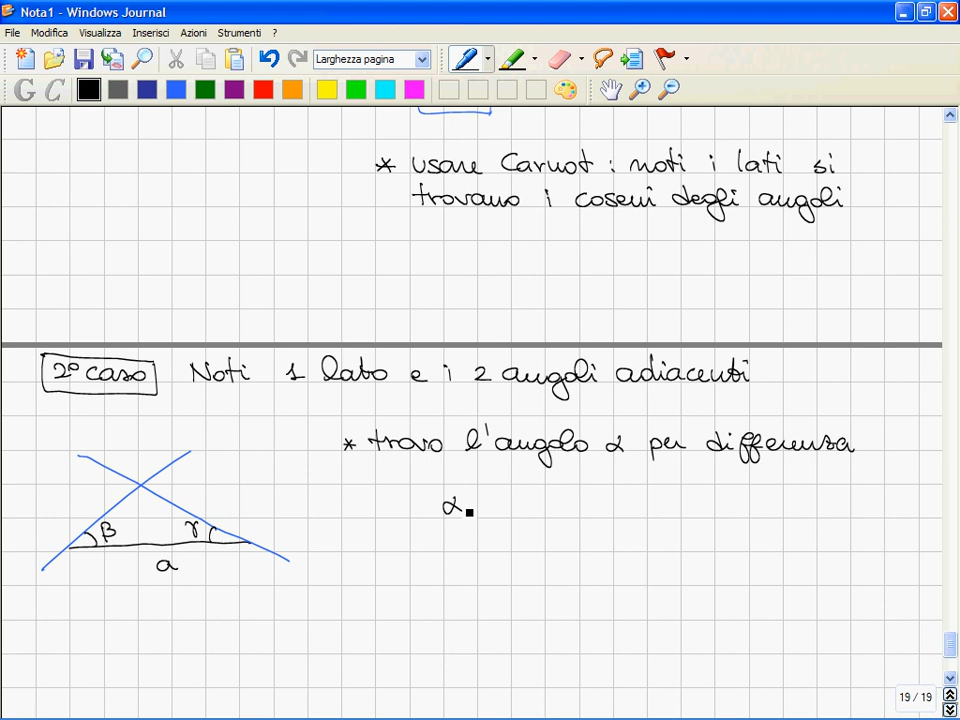 Nota1 - Windows Journal
File Modifica Visualizza Inserisci Azioni Strumenti ?
Larghezza pagina
G C
* usare Carnot : noti i lati si
trovano i coseni degli angoli
2° caso Noti 1 lato e i 2 angoli adiacenti
* trovo l'angolo α per differenza
α
β γ
a
19 / 19